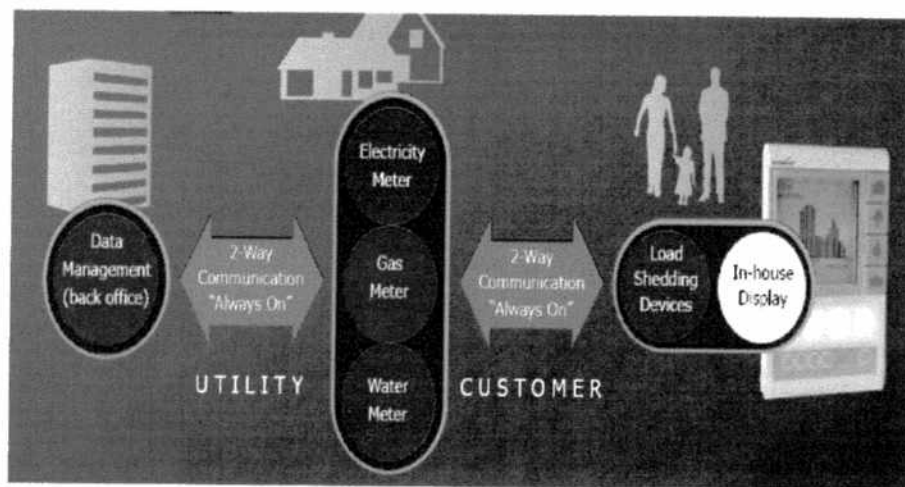 Data
Management
(back office)
2-Way
Communication
"Always On"
Electricity
Meter
Gas
Meter
Water
Meter
2-Way
Communication
"Always On"
Load
Shedding
Devices
In-house
Display
UTILITY
CUSTOMER